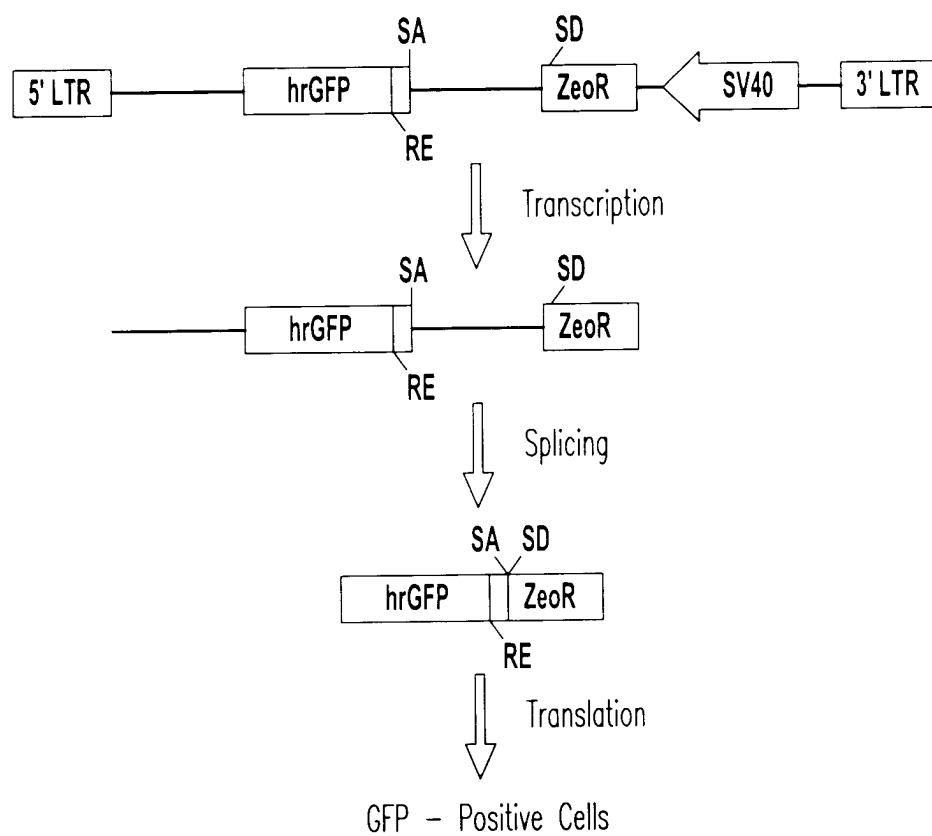 SA SD
5' LTR hrGFP ZeoR SV40 3' LTR
RE
Transcription
SA SD
hrGFP ZeoR
RE
Splicing
SA SD
hrGFP ZeoR
RE
Translation
GFP – Positive Cells